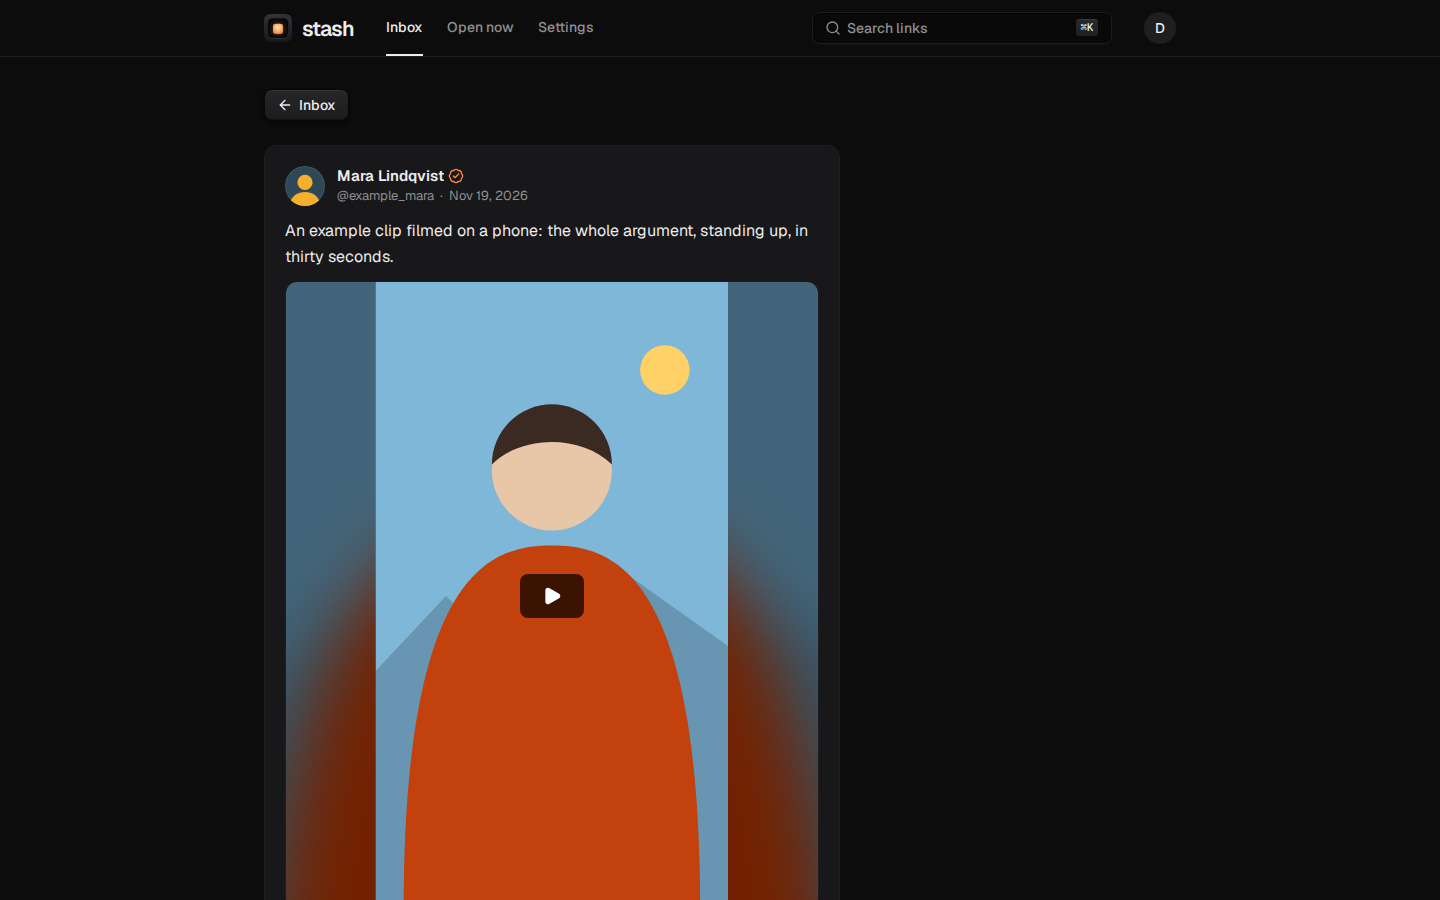 stash
Inbox
Open now
Settings
Search links
⌘K
D
Inbox
Mara Lindqvist
@example_mara · Nov 19, 2026
An example clip filmed on a phone: the whole argument, standing up, in
thirty seconds.